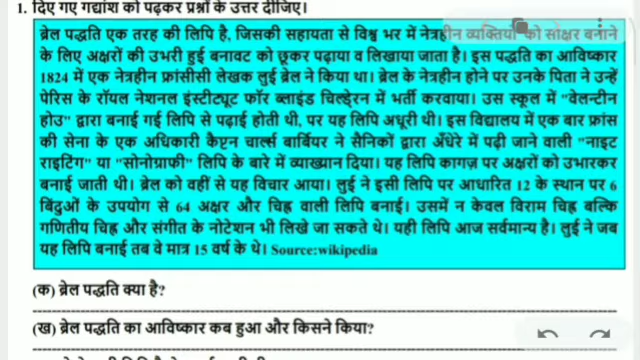 1. दिए गए गद्यांश को पढ़कर प्रश्नों के उत्तर दीजिए।
ब्रेल पद्धति एक तरह की लिपि है, जिसकी सहायता से विश्व भर में नेत्रहीन व्यक्तियों को साक्षर बनाने
के लिए अक्षरों की उभरी हुई बनावट को छूकर पढ़ाया व लिखाया जाता है। इस पद्धति का आविष्कार
1824 में एक नेत्रहीन फ्रांसीसी लेखक लुई ब्रेल ने किया था। ब्रेल के नेत्रहीन होने पर उनके पिता ने उन्हें
पेरिस के रॉयल नेशनल इंस्टीट्यूट फॉर ब्लाइंड चिल्ड्रेन में भर्ती करवाया। उस स्कूल में "वेलन्टीन
होउ" द्वारा बनाई गई लिपि से पढ़ाई होती थी, पर यह लिपि अधूरी थी। इस विद्यालय में एक बार फ्रांस
की सेना के एक अधिकारी कैप्टन चार्ल्स बार्बियर ने सैनिकों द्वारा अँधेरे में पढ़ी जाने वाली "नाइट
राइटिंग" या "सोनोग्राफी" लिपि के बारे में व्याख्यान दिया। यह लिपि कागज़ पर अक्षरों को उभारकर
बनाई जाती थी। ब्रेल को वहीं से यह विचार आया। लुई ने इसी लिपि पर आधारित 12 के स्थान पर 6
बिंदुओं के उपयोग से 64 अक्षर और चिह्न वाली लिपि बनाई। उसमें न केवल विराम चिह्न बल्कि
गणितीय चिह्न और संगीत के नोटेशन भी लिखे जा सकते थे। यही लिपि आज सर्वमान्य है। लुई ने जब
यह लिपि बनाई तब वे मात्र 15 वर्ष के थे। Source:wikipedia
(क) ब्रेल पद्धति क्या है?
(ख) ब्रेल पद्धति का आविष्कार कब हुआ और किसने किया?